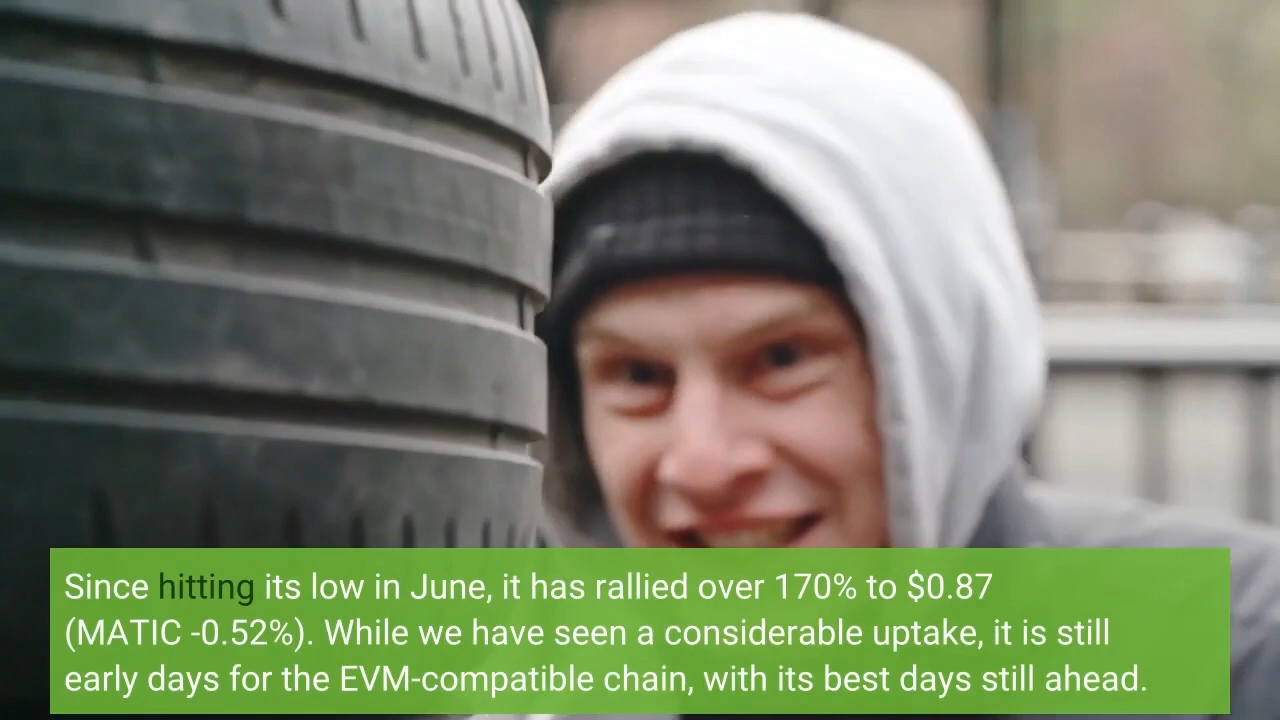 Since hitting its low in June, it has rallied over 170% to $0.87
(MATIC -0.52%). While we have seen a considerable uptake, it is still
early days for the EVM-compatible chain, with its best days still ahead.